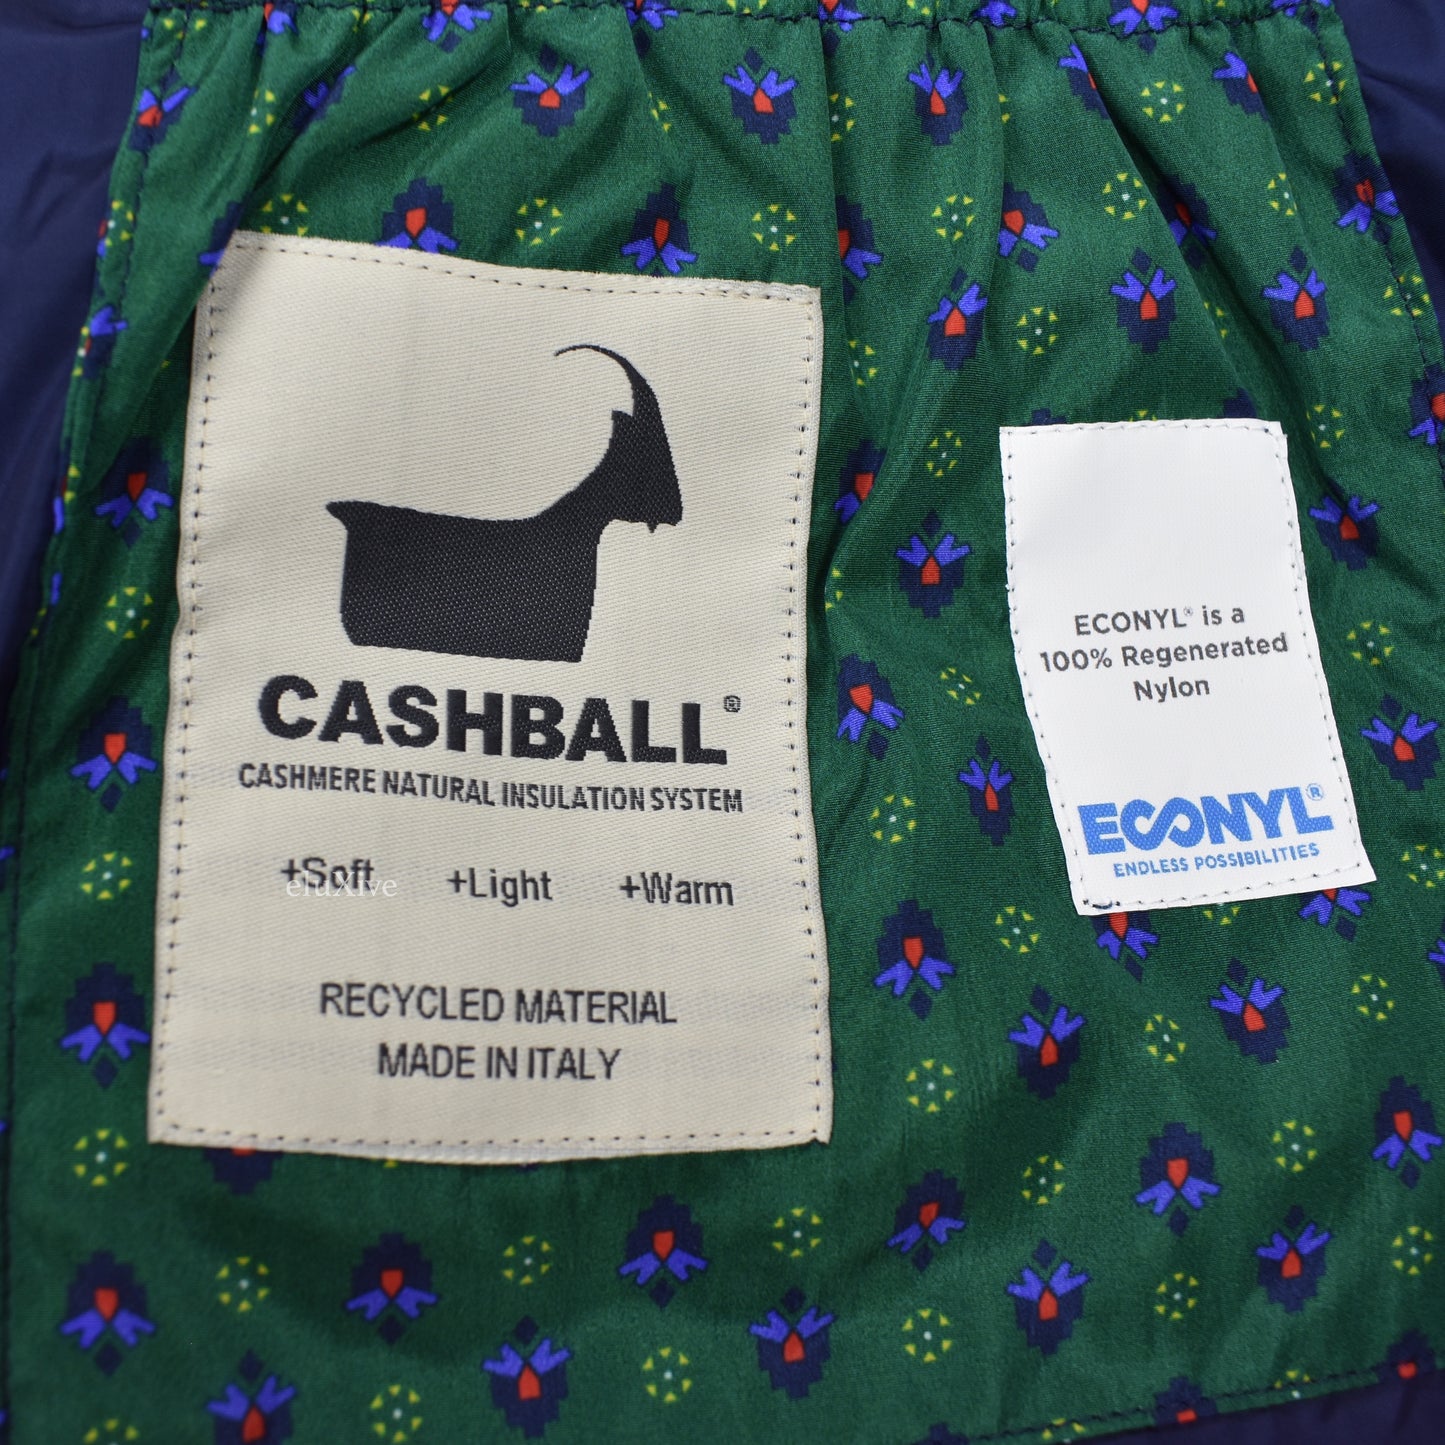 CASHBALL®
CASHMERE NATURAL INSULATION SYSTEM
+Soft +Light +Warm
eluXive
RECYCLED MATERIAL
MADE IN ITALY
ECONYL® is a
100% Regenerated
Nylon
ECONYL®
ENDLESS POSSIBILITIES